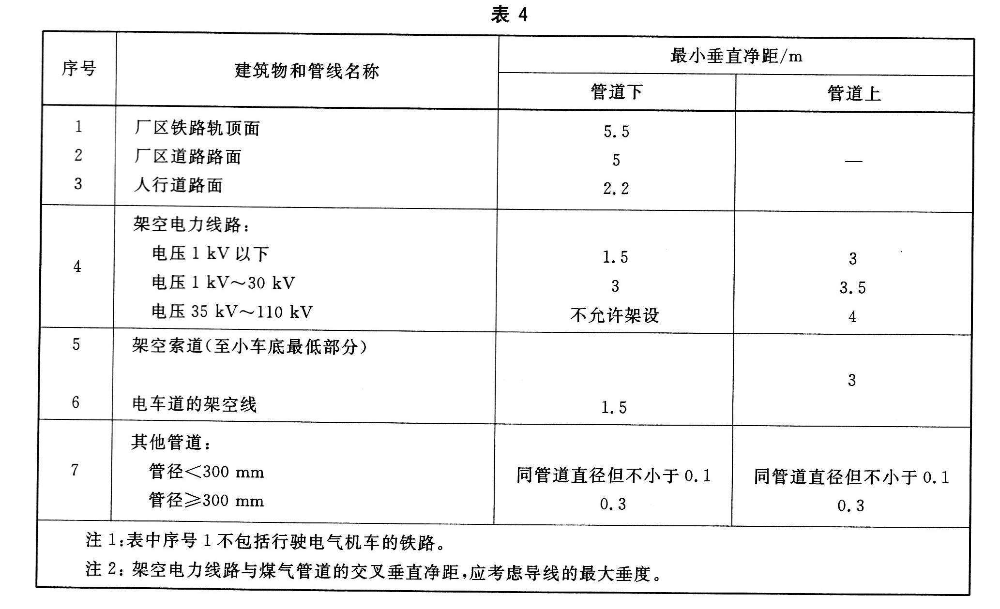 表 4
序号 建筑物和管线名称 最小垂直净距/m
管道下 管道上
1 厂区铁路轨顶面 5.5
2 厂区道路路面 5 —
3 人行道路面 2.2
架空电力线路:
电压 1 kV 以下 1.5 3
4
电压 1 kV～30 kV 3 3.5
电压 35 kV～110 kV 不允许架设 4
5 架空索道(至小车底最低部分)
3
6 电车道的架空线 1.5
其他管道:
7 管径＜300 mm 同管道直径但不小于 0.1 同管道直径但不小于 0.1
管径≥300 mm 0.3 0.3
注 1:表中序号 1 不包括行驶电气机车的铁路。
注 2: 架空电力线路与煤气管道的交叉垂直净距,应考虑导线的最大垂度。